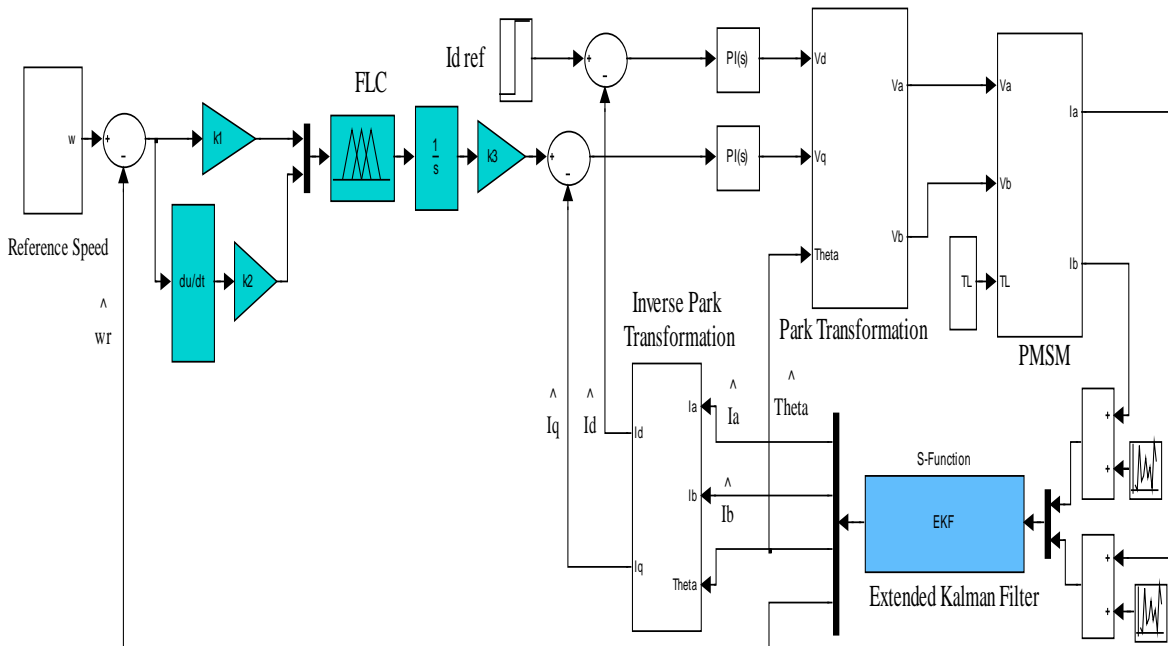 Id ref
FLC
w
+
-
k1
du/dt
k2
1
s
k3
+
-
+
-
PI(s)
PI(s)
Vd
Vq
Theta
Va
Vb
Va
Vb
TL
TL
Ia
Ib
Reference Speed
^
wr
Park Transformation
PMSM
Inverse Park
Transformation
^
Iq
^
Id
^
Ia
^
Theta
^
Ib
Id
Iq
Ia
Ib
Theta
S-Function
EKF
Extended Kalman Filter
+
+
+
+